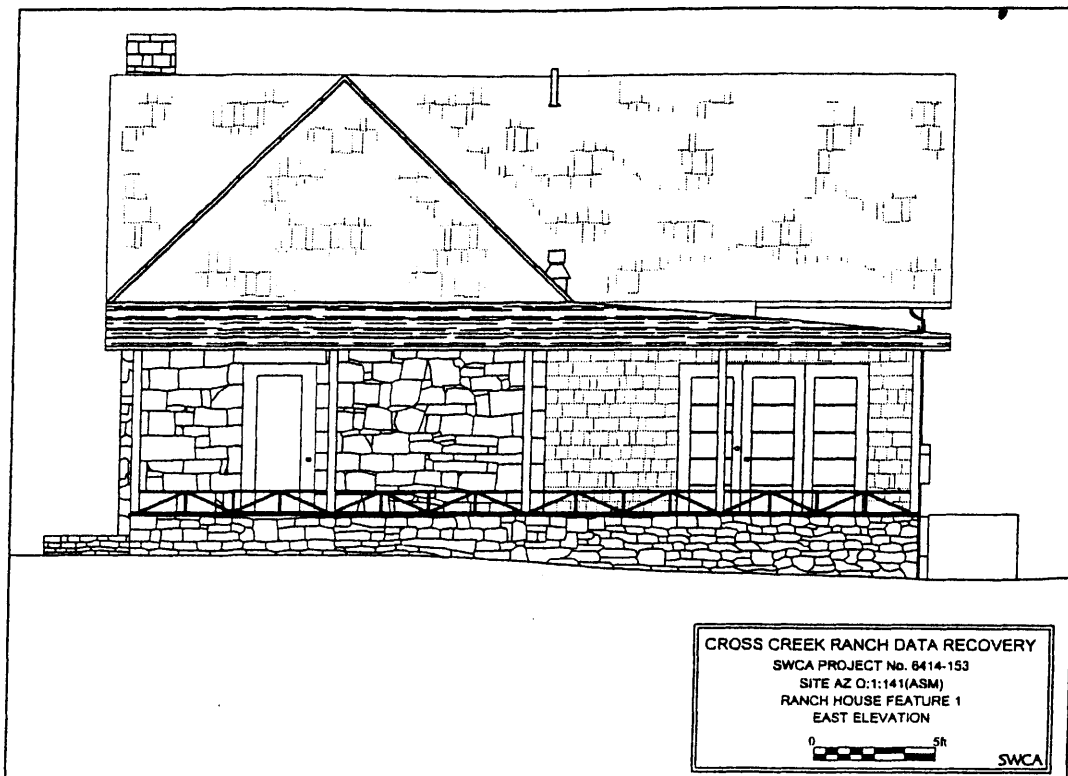 CROSS CREEK RANCH DATA RECOVERY
SWCA PROJECT No. 6414-153
SITE AZ O:1:141(ASM)
RANCH HOUSE FEATURE 1
EAST ELEVATION
0 5ft
SWCA